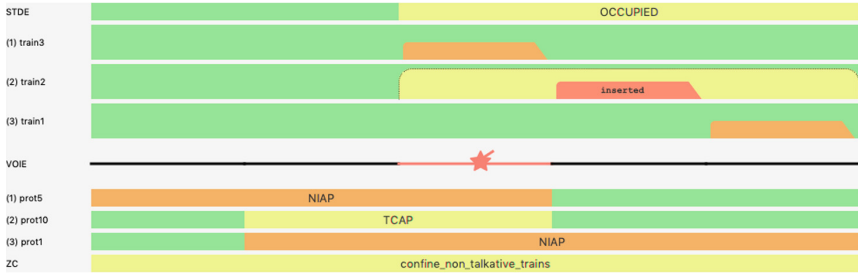 STDE OCCUPIED
(1) train3
(2) train2 inserted
(3) train1
VOIE
(1) prot5 NIAP
(2) prot10 TCAP
(3) prot1 NIAP
ZC confine_non_talkative_trains